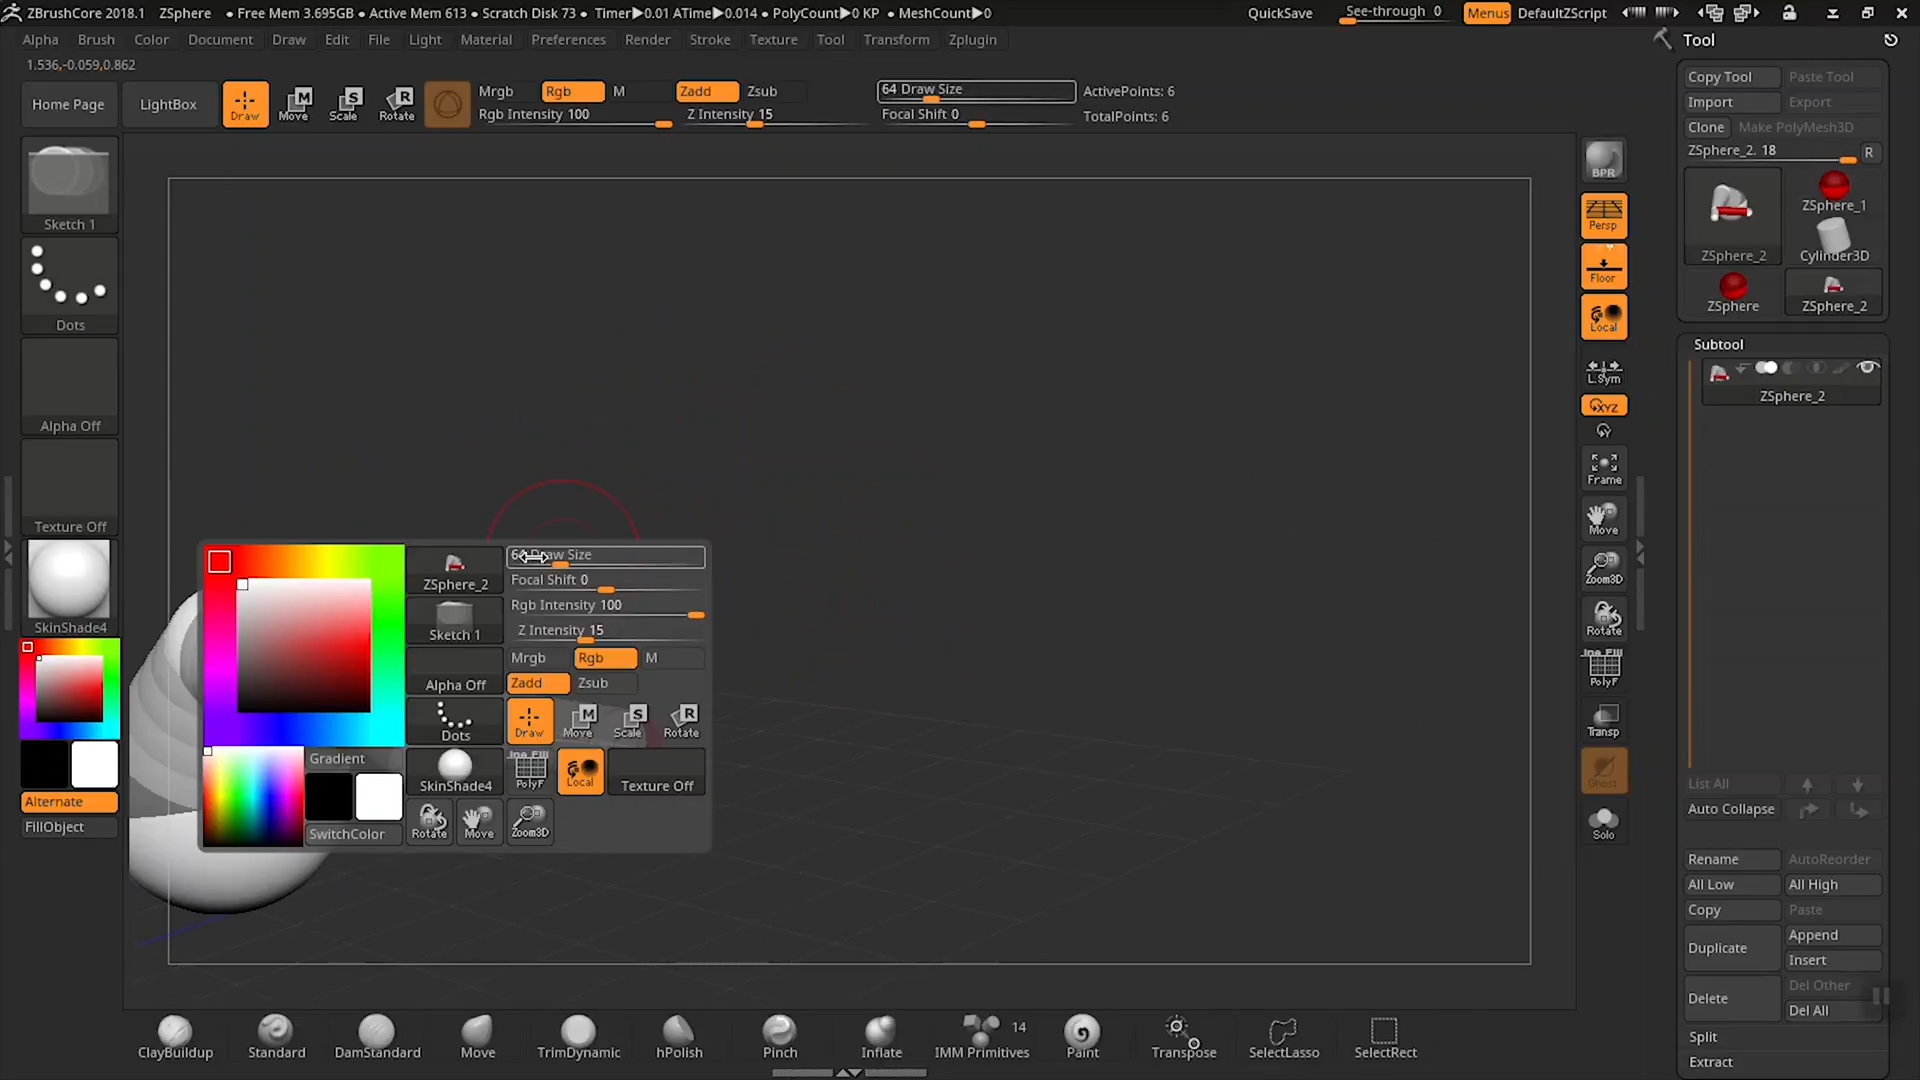 ZBrushCore 2018.1 ZSphere • Free Mem 3.695GB • Active Mem 613 • Scratch Disk 73 • Timer▶0.01 ATime▶0.014 • PolyCount▶0 KP • MeshCount▶0 QuickSave See-through 0 Menus DefaultZScript
Alpha Brush Color Document Draw Edit File Light Material Preferences Render Stroke Texture Tool Transform Zplugin Tool
1.536,-0.059,0.862
Home Page LightBox Draw Move Scale Rotate
Mrgb Rgb M Zadd Zsub
Rgb Intensity 100 Z Intensity 15
64 Draw Size
Focal Shift 0
ActivePoints: 6
TotalPoints: 6
Copy Tool Paste Tool
Import Export
Clone Make PolyMesh3D
ZSphere_2. 18 R
ZSphere_1
ZSphere_2 Cylinder3D
ZSphere ZSphere_2
Sketch 1
Dots
Alpha Off
Texture Off
SkinShade4
Alternate
FillObject
64 Draw Size
Focal Shift 0
Rgb Intensity 100
Z Intensity 15
Mrgb Rgb M
Zadd Zsub
Draw Move Scale Rotate
ZSphere_2
Sketch 1
Alpha Off
Dots
SkinShade4
Line Fill
PolyF
Local
Texture Off
Gradient
SwitchColor
Rotate Move Zoom3D
BPR
Persp
Floor
Local
L.Sym
XYZ
Y
Frame
Move
Zoom3D
Rotate
Line Fill
PolyF
Transp
Ghost
Solo
Subtool
ZSphere_2
List All
Auto Collapse
Rename AutoReorder
All Low All High
Copy Paste
Duplicate Append
Insert
Delete Del Other
Del All
Split
Extract
ClayBuildup Standard DamStandard Move TrimDynamic hPolish Pinch Inflate IMM Primitives 14 Paint Transpose SelectLasso SelectRect